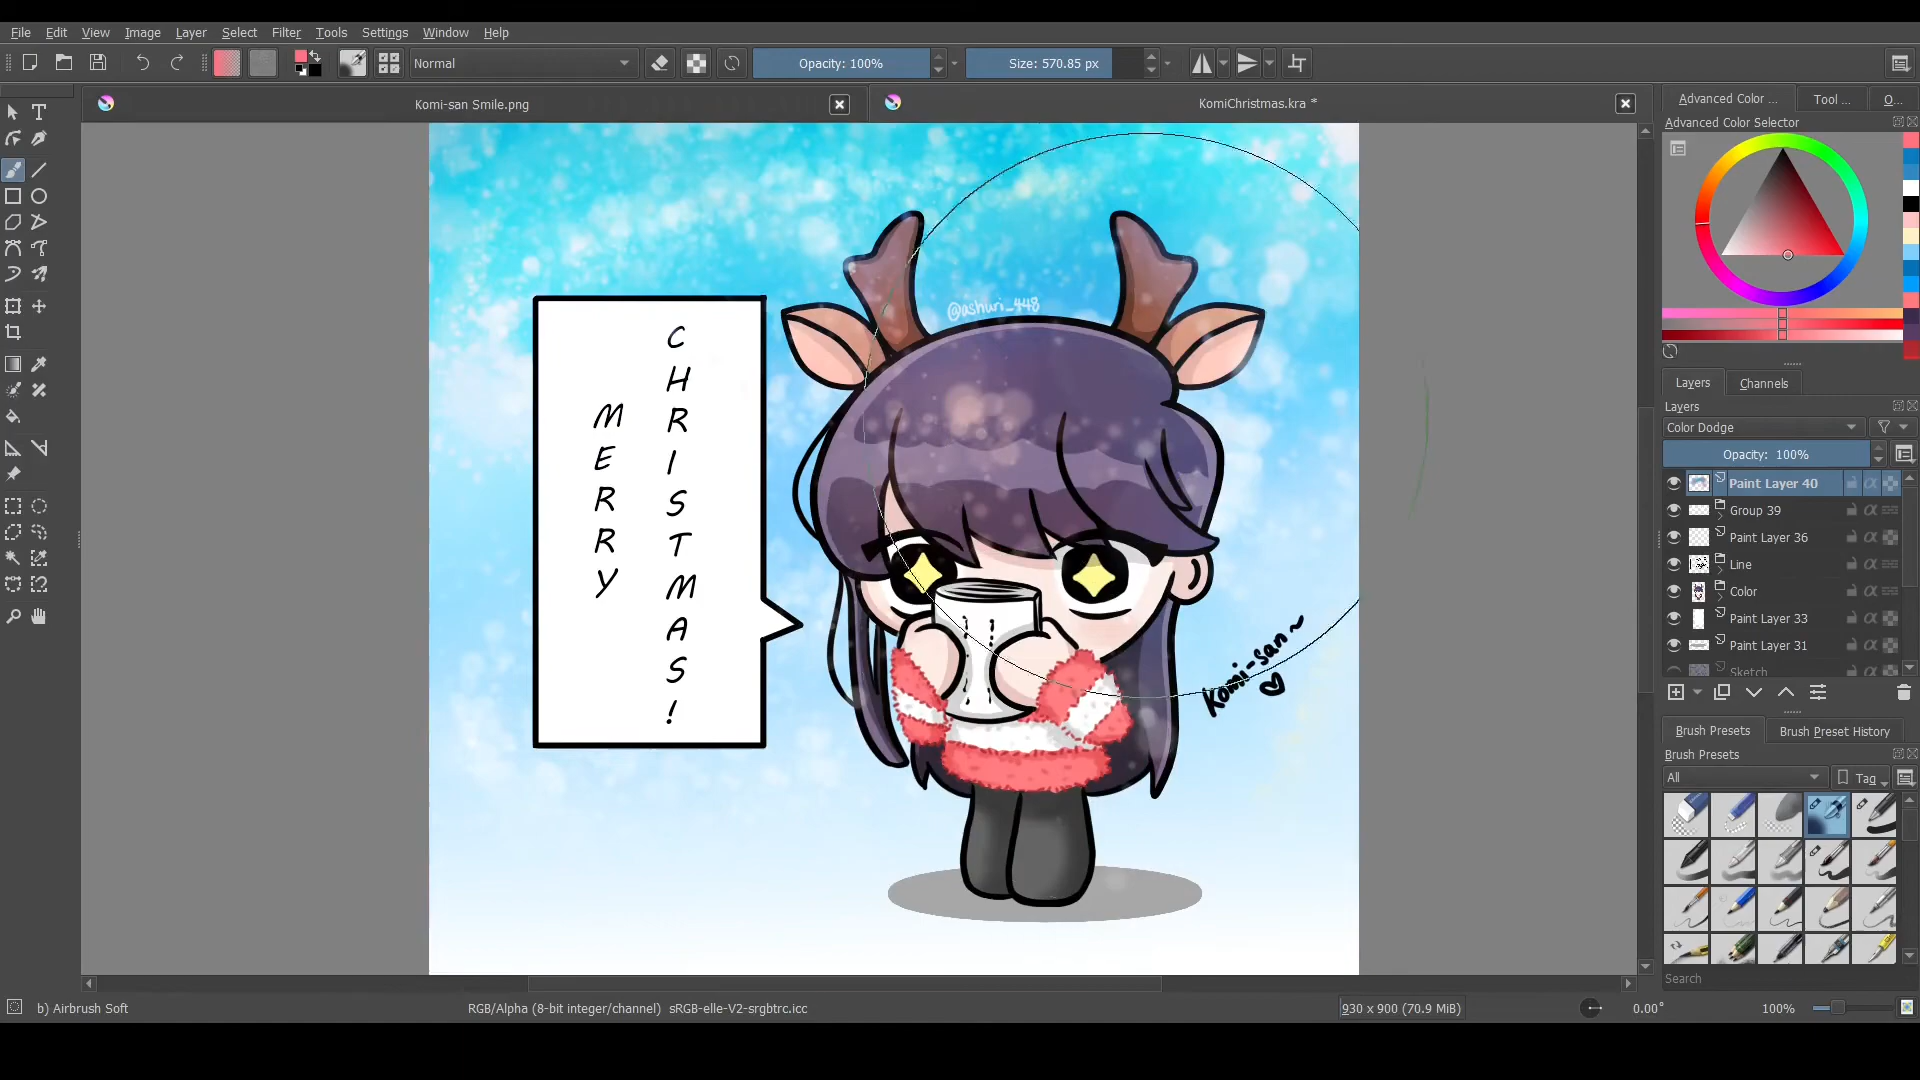 File Edit View Image Layer Select Filter Tools Settings Window Help
Normal
Opacity: 100%
Size: 570.85 px
Komi-san Smile.png
KomiChristmas.kra *
Advanced Color ...
Tool ...
O...
Advanced Color Selector
@ashuri_448
CHRISTMAS!
MERRY
Komi-san~
Layers
Channels
Layers
Color Dodge
Opacity: 100%
Paint Layer 40
Group 39
Paint Layer 36
Line
Color
Paint Layer 33
Paint Layer 31
Sketch
Brush Presets
Brush Preset History
Brush Presets
All
Tag
Search
b) Airbrush Soft
RGB/Alpha (8-bit integer/channel) sRGB-elle-V2-srgbtrc.icc
930 x 900 (70.9 MiB)
0.00°
100%